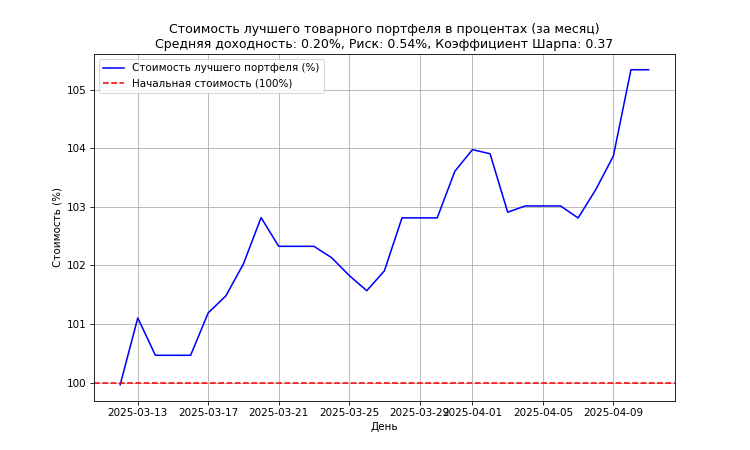 Стоимость лучшего товарного портфеля в процентах (за месяц)
Средняя доходность: 0.20%, Риск: 0.54%, Коэффициент Шарпа: 0.37
Стоимость лучшего портфеля (%)
Начальная стоимость (100%)
Стоимость (%)
105
104
103
102
101
100
2025-03-13
2025-03-17
2025-03-21
2025-03-25
2025-03-29
2025-04-01
2025-04-05
2025-04-09
День